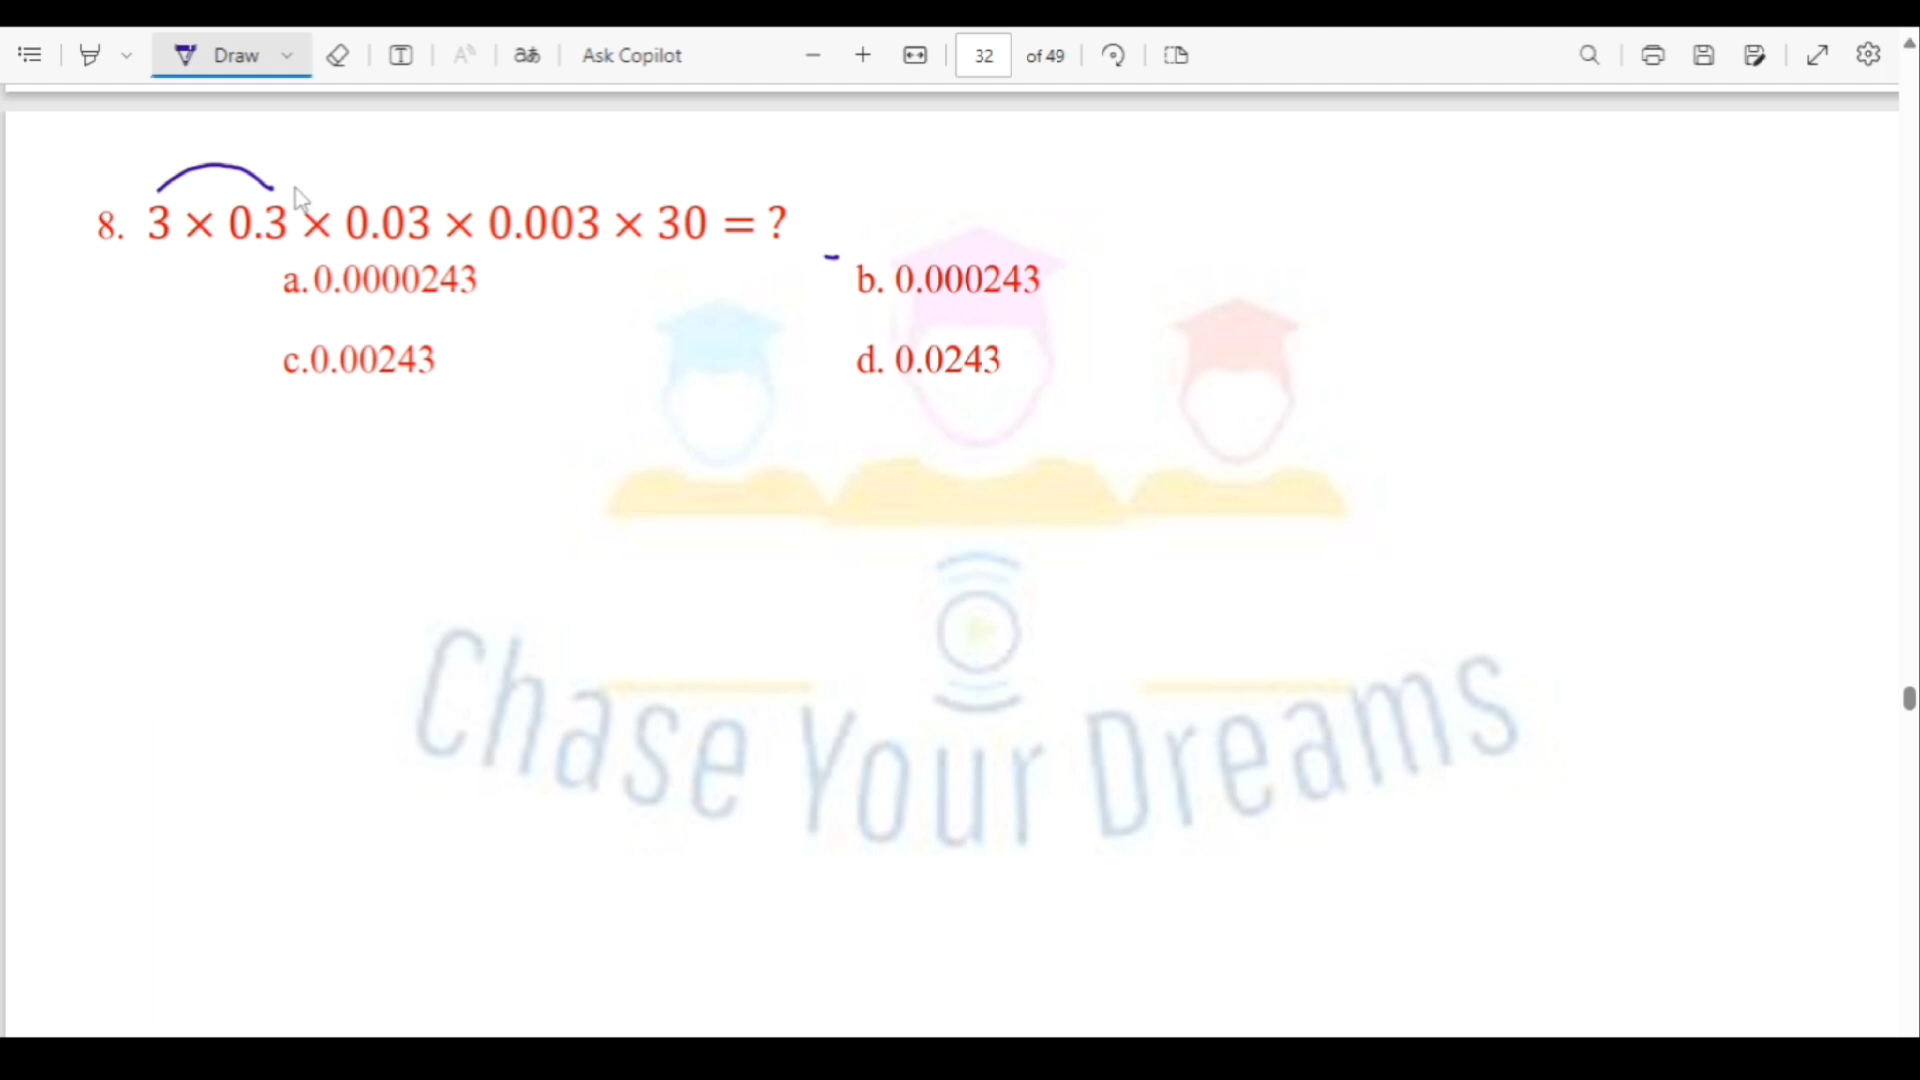 Draw
Ask Copilot
32 of 49
8. 3 × 0.3 × 0.03 × 0.003 × 30 = ?
a. 0.0000243 b. 0.000243
c.0.00243 d. 0.0243
Chase Your Dreams